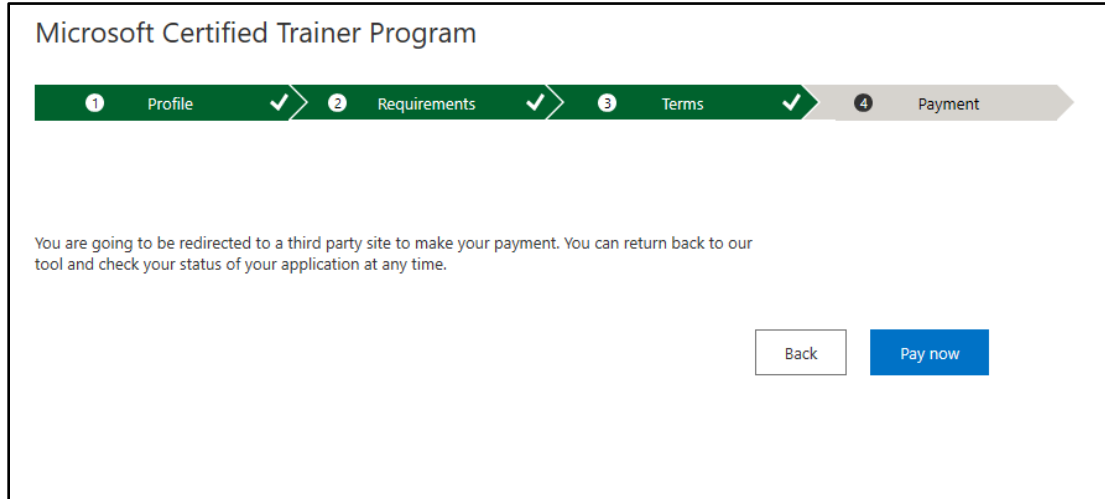 Microsoft Certified Trainer Program
1 Profile 2 Requirements 3 Terms 4 Payment
You are going to be redirected to a third party site to make your payment. You can return back to our
tool and check your status of your application at any time.
Back Pay now